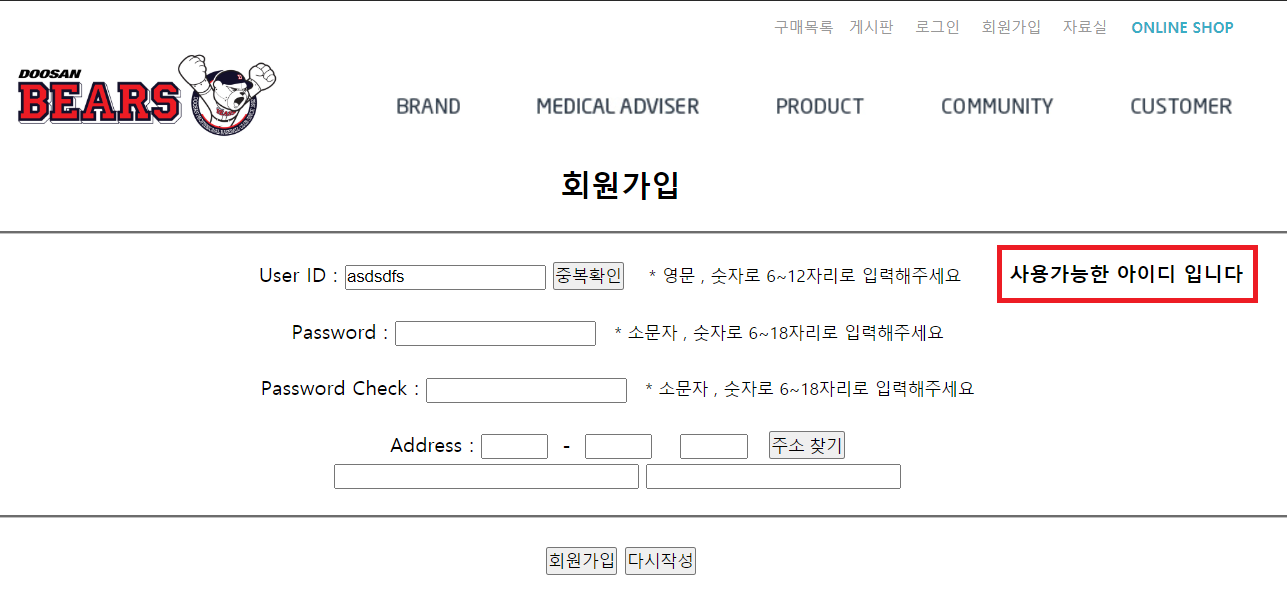 구매목록 게시판 로그인 회원가입 자료실 ONLINE SHOP
DOOSAN
BEARS
BRAND MEDICAL ADVISER PRODUCT COMMUNITY CUSTOMER
회원가입
User ID : asdsdfs 중복확인 * 영문 , 숫자로 6~12자리로 입력해주세요 사용가능한 아이디 입니다
Password : * 소문자 , 숫자로 6~18자리로 입력해주세요
Password Check : * 소문자 , 숫자로 6~18자리로 입력해주세요
Address : - 주소 찾기
회원가입 다시작성